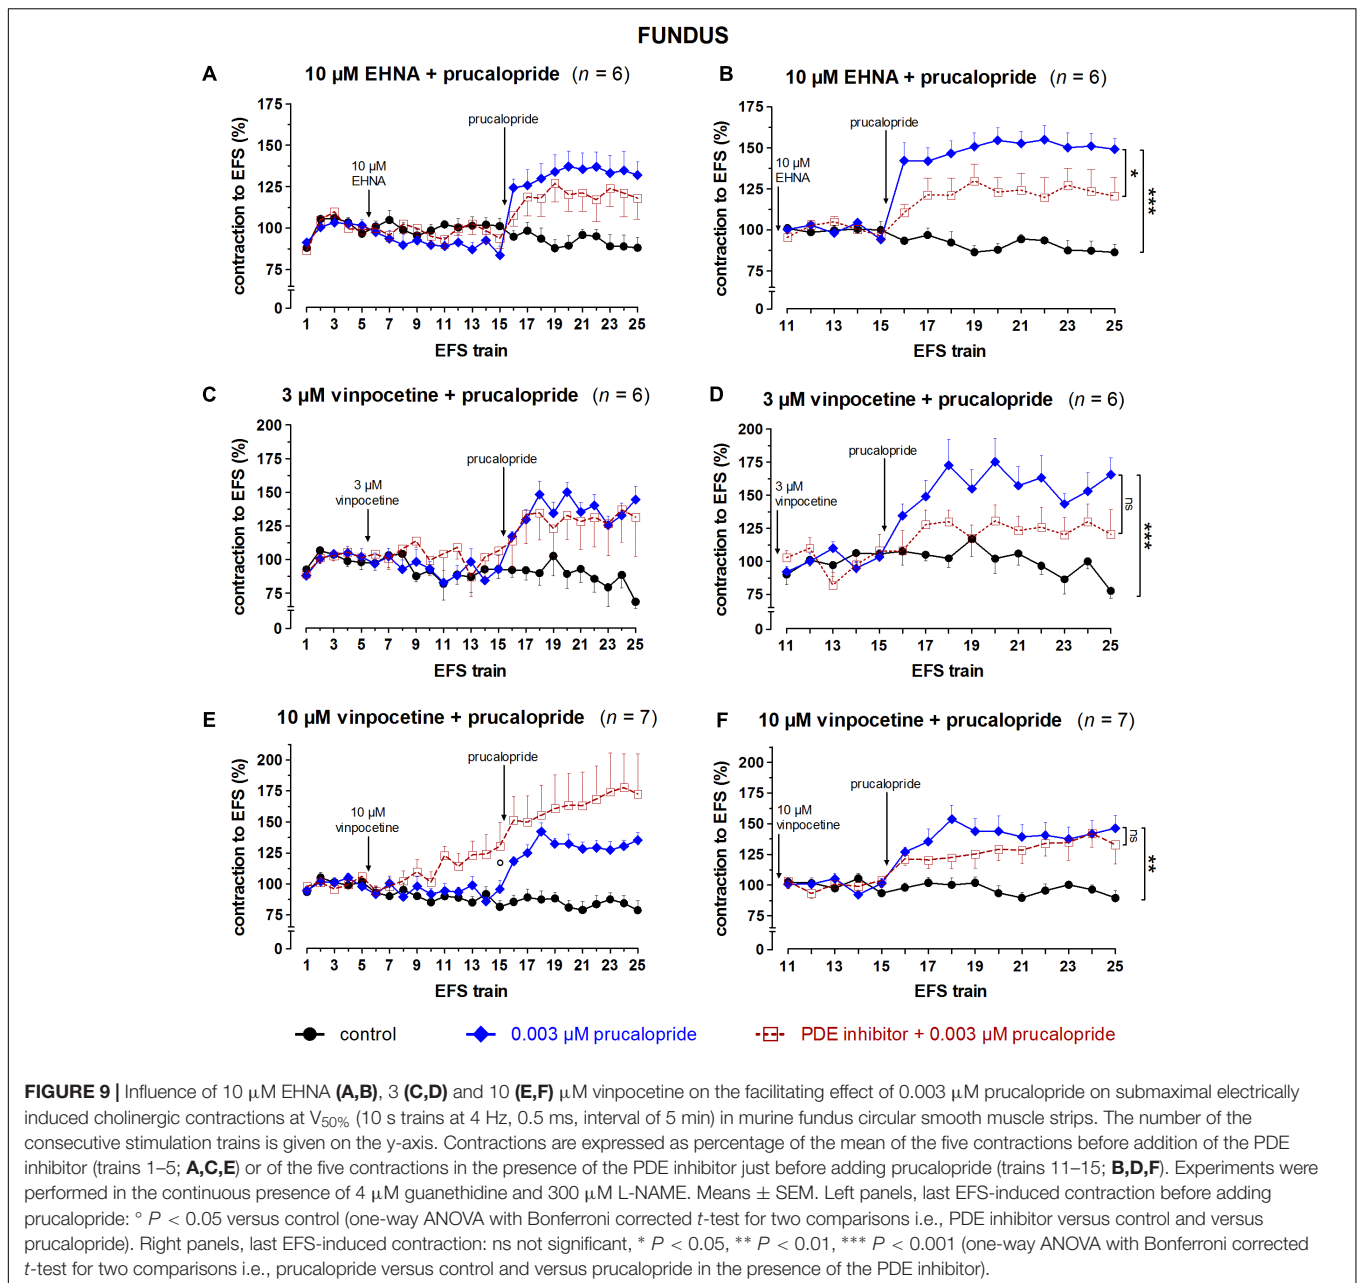 FUNDUS
A
10 µM EHNA + prucalopride (n = 6)
contraction to EFS (%)
175
150
125
100
75
0
10 µM
EHNA
prucalopride
1 3 5 7 9 11 13 15 17 19 21 23 25
EFS train
B
10 µM EHNA + prucalopride (n = 6)
contraction to EFS (%)
175
150
125
100
75
0
10 µM
EHNA
prucalopride
*
***
11 13 15 17 19 21 23 25
EFS train
C
3 µM vinpocetine + prucalopride (n = 6)
contraction to EFS (%)
200
175
150
125
100
75
0
3 µM
vinpocetine
prucalopride
1 3 5 7 9 11 13 15 17 19 21 23 25
EFS train
D
3 µM vinpocetine + prucalopride (n = 6)
contraction to EFS (%)
200
175
150
125
100
75
0
3 µM
vinpocetine
prucalopride
ns
***
11 13 15 17 19 21 23 25
EFS train
E
10 µM vinpocetine + prucalopride (n = 7)
contraction to EFS (%)
200
175
150
125
100
75
0
10 µM
vinpocetine
prucalopride
°
1 3 5 7 9 11 13 15 17 19 21 23 25
EFS train
F
10 µM vinpocetine + prucalopride (n = 7)
contraction to EFS (%)
200
175
150
125
100
75
0
10 µM
vinpocetine
prucalopride
ns
**
11 13 15 17 19 21 23 25
EFS train
control
0.003 µM prucalopride
PDE inhibitor + 0.003 µM prucalopride
FIGURE 9 | Influence of 10 µM EHNA (A,B), 3 (C,D) and 10 (E,F) µM vinpocetine on the facilitating effect of 0.003 µM prucalopride on submaximal electrically
induced cholinergic contractions at V50% (10 s trains at 4 Hz, 0.5 ms, interval of 5 min) in murine fundus circular smooth muscle strips. The number of the
consecutive stimulation trains is given on the y-axis. Contractions are expressed as percentage of the mean of the five contractions before addition of the PDE
inhibitor (trains 1–5; A,C,E) or of the five contractions in the presence of the PDE inhibitor just before adding prucalopride (trains 11–15; B,D,F). Experiments were
performed in the continuous presence of 4 µM guanethidine and 300 µM L-NAME. Means ± SEM. Left panels, last EFS-induced contraction before adding
prucalopride: ° P < 0.05 versus control (one-way ANOVA with Bonferroni corrected t-test for two comparisons i.e., PDE inhibitor versus control and versus
prucalopride). Right panels, last EFS-induced contraction: ns not significant, * P < 0.05, ** P < 0.01, *** P < 0.001 (one-way ANOVA with Bonferroni corrected
t-test for two comparisons i.e., prucalopride versus control and versus prucalopride in the presence of the PDE inhibitor).